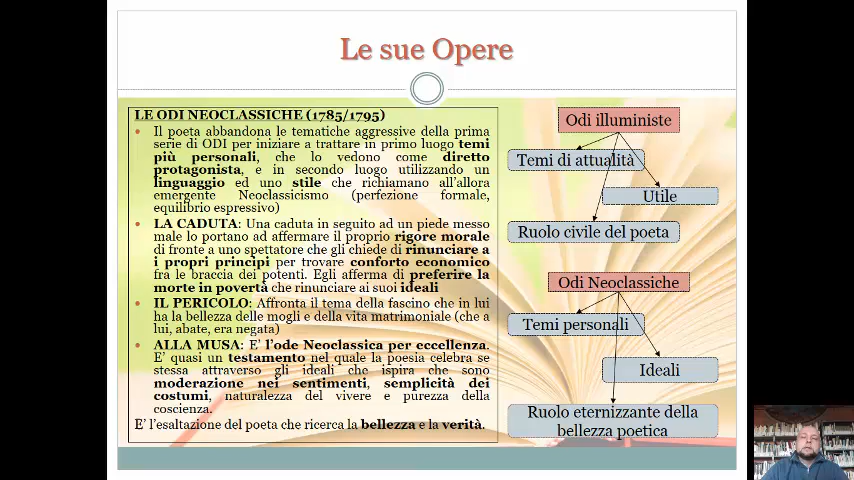 Le sue Opere
LE ODI NEOCLASSICHE (1785/1795)
Il poeta abbandona le tematiche aggressive della prima
serie di ODI per iniziare a trattare in primo luogo temi
più personali, che lo vedono come diretto
protagonista, e in secondo luogo utilizzando un
linguaggio ed uno stile che richiamano all'allora
emergente Neoclassicismo (perfezione formale,
equilibrio espressivo)
LA CADUTA: Una caduta in seguito ad un piede messo
male lo portano ad affermare il proprio rigore morale
di fronte a uno spettatore che gli chiede di rinunciare a
i propri principi per trovare conforto economico
fra le braccia dei potenti. Egli afferma di preferire la
morte in povertà che rinunciare ai suoi ideali
IL PERICOLO: Affronta il tema della fascino che in lui
ha la bellezza delle mogli e della vita matrimoniale (che a
lui, abate, era negata)
ALLA MUSA: E' l'ode Neoclassica per eccellenza.
E' quasi un testamento nel quale la poesia celebra se
stessa attraverso gli ideali che ispira che sono
moderazione nei sentimenti, semplicità dei
costumi, naturalezza del vivere e purezza della
coscienza.
E' l'esaltazione del poeta che ricerca la bellezza e la verità.
Odi illuministe
Temi di attualità
Utile
Ruolo civile del poeta
Odi Neoclassiche
Temi personali
Ideali
Ruolo eternizzante della
bellezza poetica